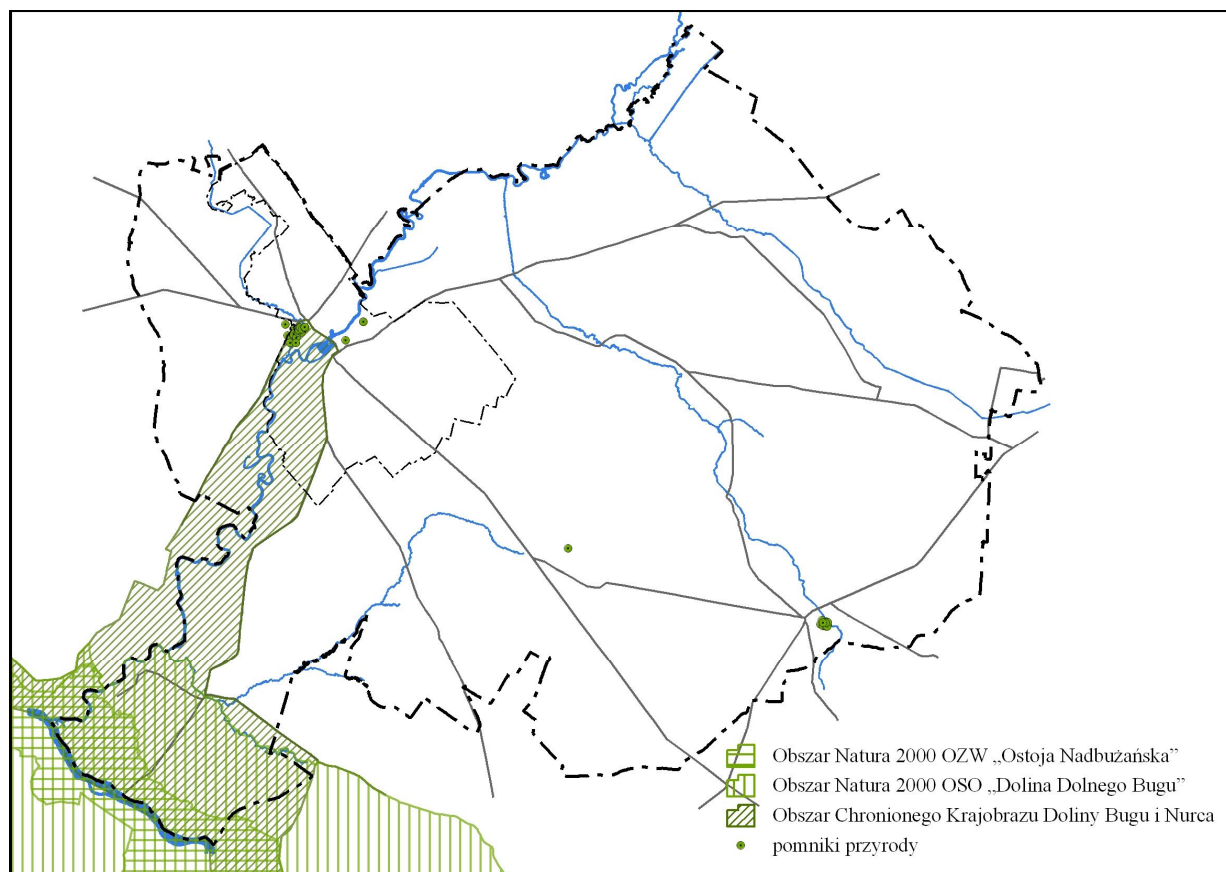 Obszar Natura 2000 OZW „Ostoja Nadbużańska”
Obszar Natura 2000 OSO „Dolina Dolnego Bugu”
Obszar Chronionego Krajobrazu Doliny Bugu i Nurca
pomniki przyrody